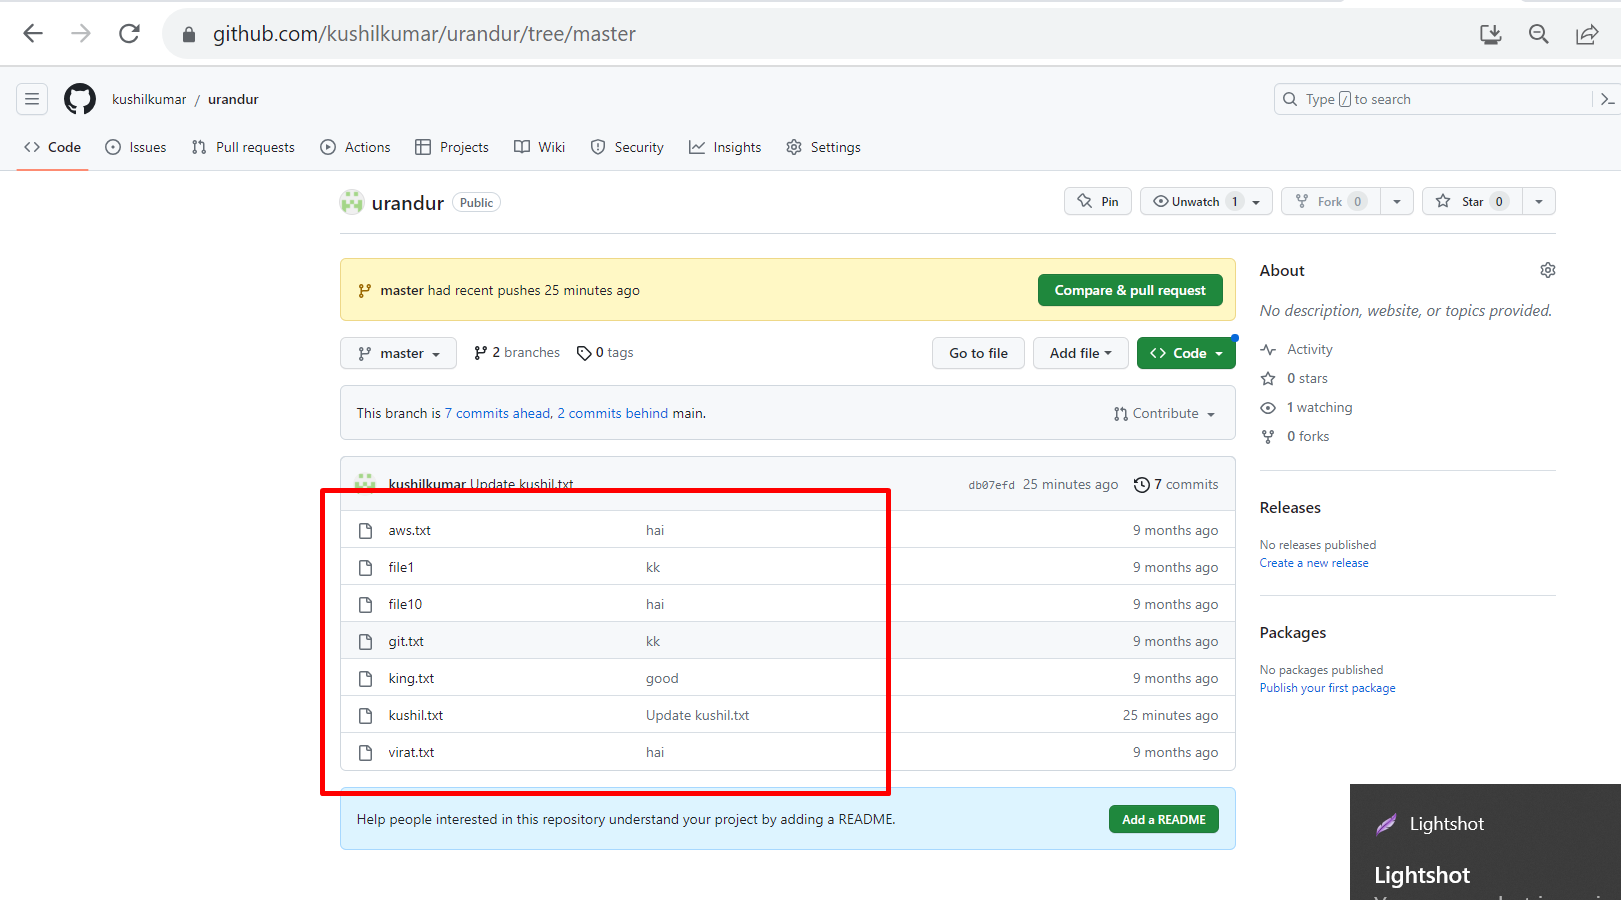 github.com/kushilkumar/urandur/tree/master
kushilkumar / urandur
Type / to search
Code Issues Pull requests Actions Projects Wiki Security Insights Settings
urandur Public
Pin Unwatch 1 Fork 0 Star 0
master had recent pushes 25 minutes ago
Compare & pull request
master 2 branches 0 tags
Go to file Add file Code
This branch is 7 commits ahead, 2 commits behind main.
Contribute
kushilkumar Update kushil.txt db07efd 25 minutes ago 7 commits
aws.txt hai 9 months ago
file1 kk 9 months ago
file10 hai 9 months ago
git.txt kk 9 months ago
king.txt good 9 months ago
kushil.txt Update kushil.txt 25 minutes ago
virat.txt hai 9 months ago
Help people interested in this repository understand your project by adding a README.
Add a README
About
No description, website, or topics provided.
Activity
0 stars
1 watching
0 forks
Releases
No releases published
Create a new release
Packages
No packages published
Publish your first package
Lightshot
Lightshot